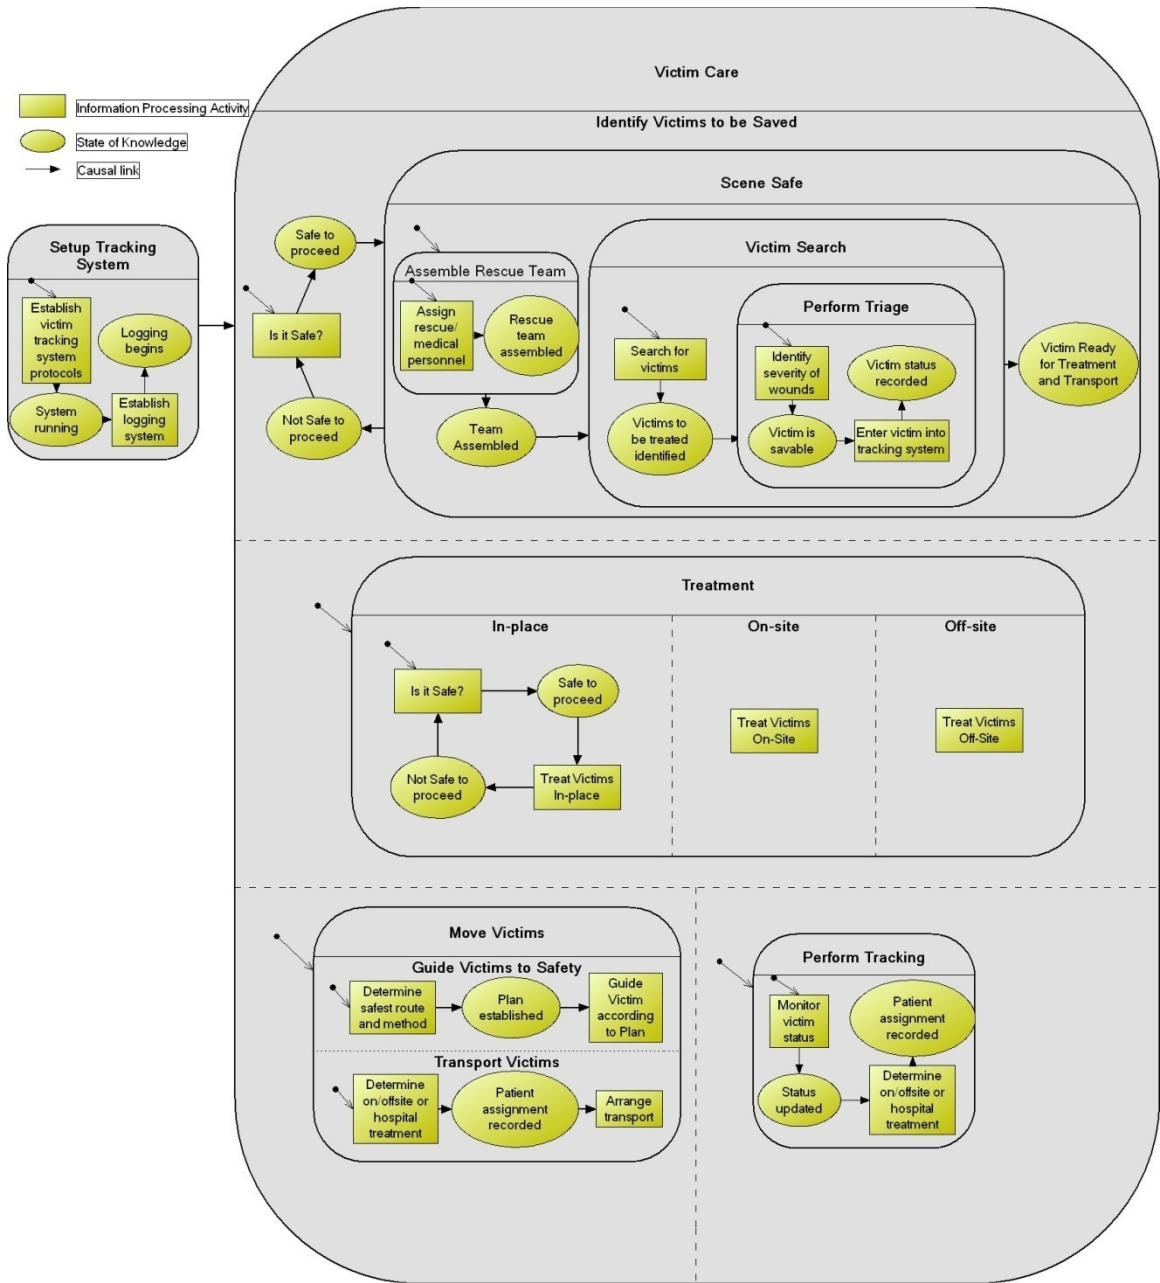 Victim Care
Information Processing Activity
State of Knowledge
Causal link
Identify Victims to be Saved
Setup Tracking
System
Establish
victim
tracking
system
protocols
Logging
begins
System
running
Establish
logging
system
Safe to
proceed
Is it Safe?
Not Safe to
proceed
Scene Safe
Assemble Rescue Team
Assign
rescue/
medical
personnel
Rescue
team
assembled
Team
Assembled
Victim Search
Search for
victims
Victims to
be treated
identified
Perform Triage
Identify
severity of
wounds
Victim status
recorded
Victim is
savable
Enter victim into
tracking system
Victim Ready
for Treatment
and Transport
Treatment
In-place
On-site
Off-site
Is it Safe?
Safe to
proceed
Not Safe to
proceed
Treat Victims
In-place
Treat Victims
On-Site
Treat Victims
Off-Site
Move Victims
Guide Victims to Safety
Determine
safest route
and method
Plan
established
Guide
Victim
according
to Plan
Transport Victims
Determine
on/offsite or
hospital
treatment
Patient
assignment
recorded
Arrange
transport
Perform Tracking
Monitor
victim
status
Patient
assignment
recorded
Status
updated
Determine
on/offsite or
hospital
treatment